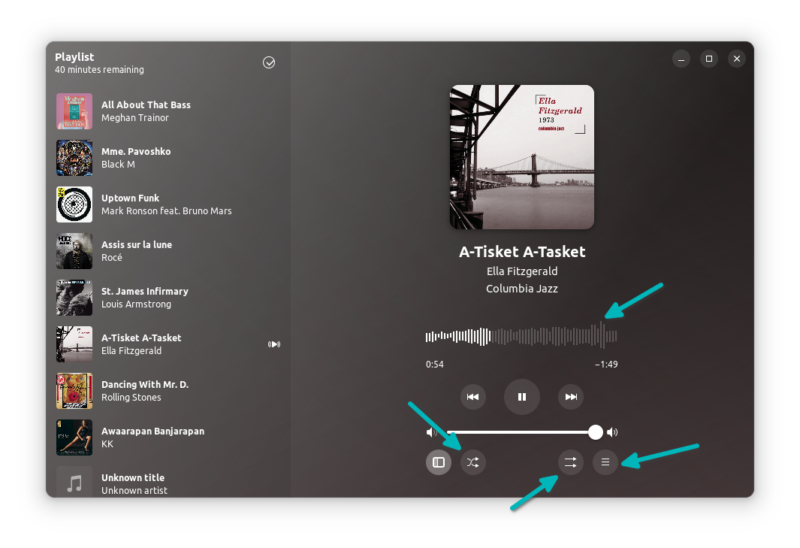 Playlist
40 minutes remaining
All About That Bass
Meghan Trainor
Mme. Pavoshko
Black M
Uptown Funk
Mark Ronson feat. Bruno Mars
Assis sur la lune
Rocé
St. James Infirmary
Louis Armstrong
A-Tisket A-Tasket
Ella Fitzgerald
Dancing With Mr. D.
Rolling Stones
Awaarapan Banjarapan
KK
Unknown title
Unknown artist
Ella
Fitzgerald
1973
columbia jazz
A-Tisket A-Tasket
Ella Fitzgerald
Columbia Jazz
0:54
−1:49